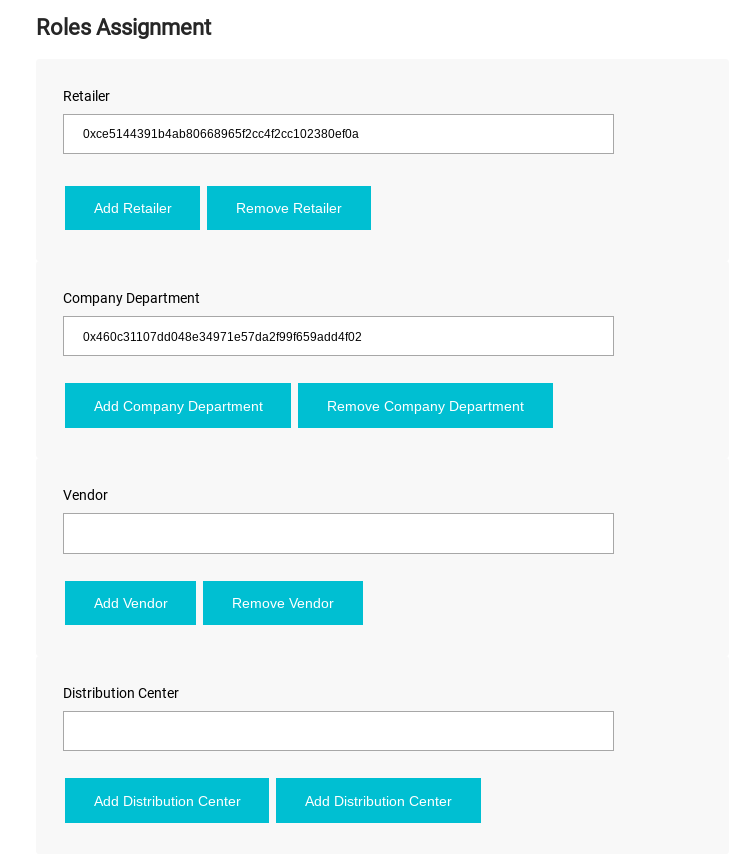 Roles Assignment
Retailer
0xce5144391b4ab80668965f2cc4f2cc102380ef0a
Add Retailer Remove Retailer
Company Department
0x460c31107dd048e34971e57da2f99f659add4f02
Add Company Department Remove Company Department
Vendor
Add Vendor Remove Vendor
Distribution Center
Add Distribution Center Add Distribution Center